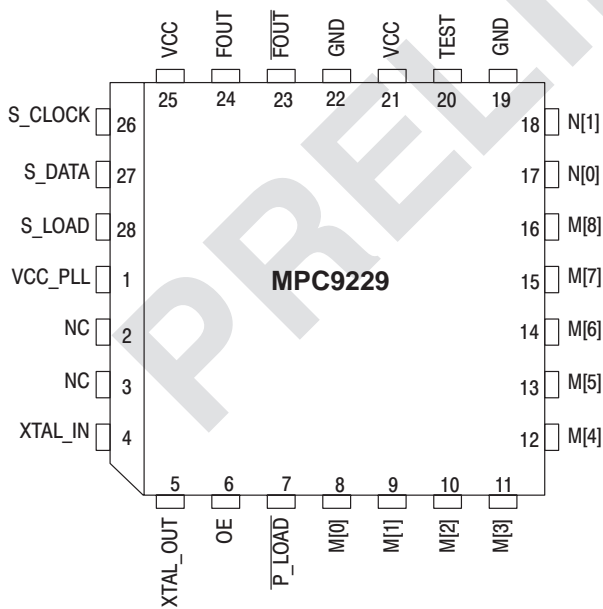 VCC FOUT FOUT GND VCC TEST GND
25 24 23 22 21 20 19
S_CLOCK 26 18 N[1]
S_DATA 27 17 N[0]
S_LOAD 28 16 M[8]
VCC_PLL 1 MPC9229 15 M[7]
NC 2 14 M[6]
NC 3 13 M[5]
XTAL_IN 4 12 M[4]
5 6 7 8 9 10 11
XTAL_OUT OE P_LOAD M[0] M[1] M[2] M[3]